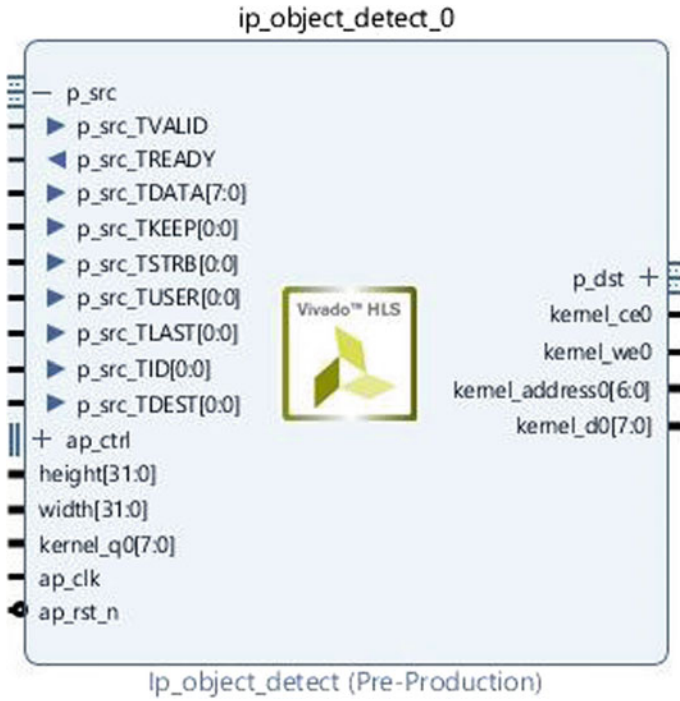 ip_object_detect_0
p_src
p_src_TVALID
p_src_TREADY
p_src_TDATA[7:0]
p_src_TKEEP[0:0]
p_src_TSTRB[0:0]
p_src_TUSER[0:0]
p_src_TLAST[0:0]
p_src_TID[0:0]
p_src_TDEST[0:0]
ap_ctrl
height[31:0]
width[31:0]
kernel_q0[7:0]
ap_clk
ap_rst_n
Vivado™ HLS
p_dst
kernel_ce0
kernel_we0
kernel_address0[6:0]
kernel_d0[7:0]
Ip_object_detect (Pre-Production)